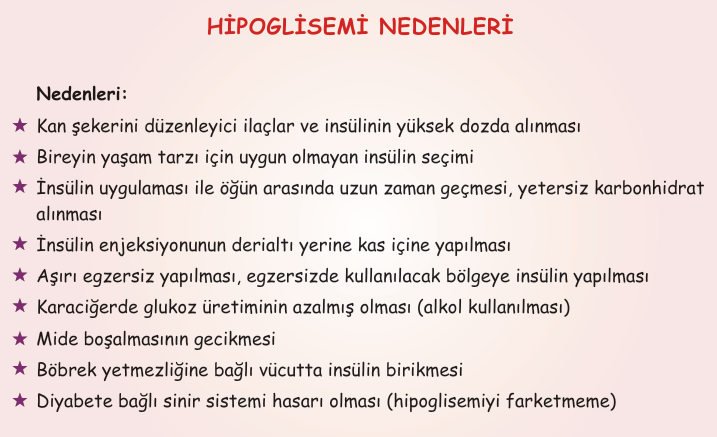 HİPOGLİSEMİ NEDENLERİ
Nedenleri:
★ Kan şekerini düzenleyici ilaçlar ve insülinin yüksek dozda alınması
★ Bireyin yaşam tarzı için uygun olmayan insülin seçimi
★ İnsülin uygulaması ile öğün arasında uzun zaman geçmesi, yetersiz karbonhidrat
alınması
★ İnsülin enjeksiyonunun derialtı yerine kas içine yapılması
★ Aşırı egzersiz yapılması, egzersizde kullanılacak bölgeye insülin yapılması
★ Karaciğerde glukoz üretiminin azalmış olması (alkol kullanılması)
★ Mide boşalmasının gecikmesi
★ Böbrek yetmezliğine bağlı vücutta insülin birikmesi
★ Diyabete bağlı sinir sistemi hasarı olması (hipoglisemiyi farketmeme)